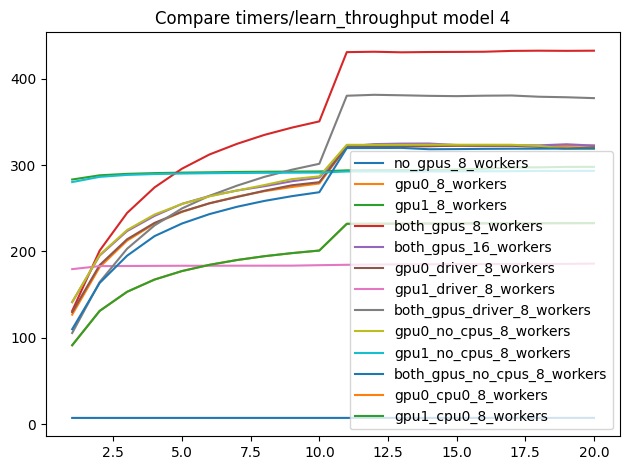 Compare timers/learn_throughput model 4
400
300
200
100
0
no_gpus_8_workers
gpu0_8_workers
gpu1_8_workers
both_gpus_8_workers
both_gpus_16_workers
gpu0_driver_8_workers
gpu1_driver_8_workers
both_gpus_driver_8_workers
gpu0_no_cpus_8_workers
gpu1_no_cpus_8_workers
both_gpus_no_cpus_8_workers
gpu0_cpu0_8_workers
gpu1_cpu0_8_workers
2.5 5.0 7.5 10.0 12.5 15.0 17.5 20.0